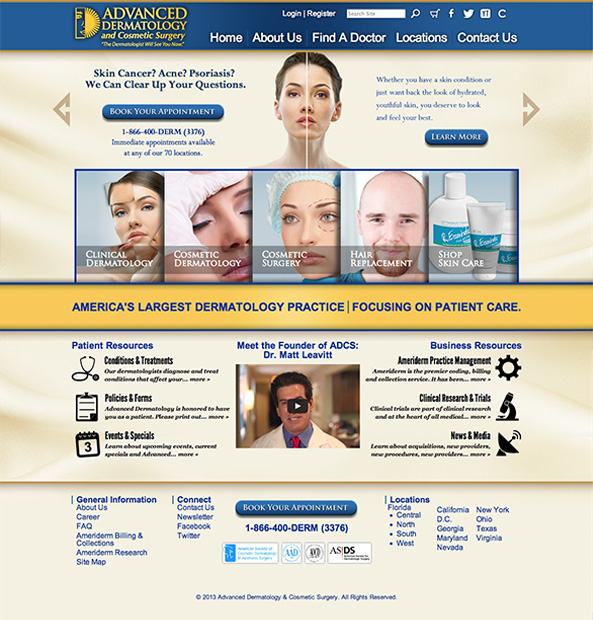 Login | Register
Search Site
ADVANCED
DERMATOLOGY
and Cosmetic Surgery
"The Dermatologist Will See You Now."
Home About Us Find A Doctor Locations Contact Us
Skin Cancer? Acne? Psoriasis?
We Can Clear Up Your Questions.
Book Your Appointment
1-866-400-DERM (3376)
Immediate appointments available
at any of our 70 locations.
Whether you have a skin condition or
just want back the look of hydrated,
youthful skin, you deserve to look
and feel your best.
Learn More
Clinical
Dermatology
Cosmetic
Dermatology
Cosmetic
Surgery
Hair
Replacement
Shop
Skin Care
AMERICA'S LARGEST DERMATOLOGY PRACTICE | FOCUSING ON PATIENT CARE.
Patient Resources
Conditions & Treatments
Our dermatologists diagnose and treat
conditions that affect your... more »
Policies & Forms
Advanced Dermatology is honored to have
you as a patient. Please print out... more »
3
Events & Specials
Learn about upcoming events, current
specials and Advanced... more »
Meet the Founder of ADCS:
Dr. Matt Leavitt
Business Resources
Ameriderm Practice Management
Ameriderm is the premier coding, billing
and collection service. It has been... more »
Clinical Research & Trials
Clinical trials are part of clinical research
and at the heart of all medical... more »
News & Media
Learn about acquisitions, new providers,
new procedures, new providers... more »
General Information
About Us
Career
FAQ
Ameriderm Billing &
Collections
Ameriderm Research
Site Map
Connect
Contact Us
Newsletter
Facebook
Twitter
Book Your Appointment
1-866-400-DERM (3376)
American Society of
Cosmetic Dermatology
& Aesthetic Surgery
AAD
ASDS
American Society for
Dermatologic Surgery
Locations
Florida
• Central
• North
• South
• West
California
D.C.
Georgia
Maryland
Nevada
New York
Ohio
Texas
Virginia
© 2013 Advanced Dermatology & Cosmetic Surgery. All Rights Reserved.